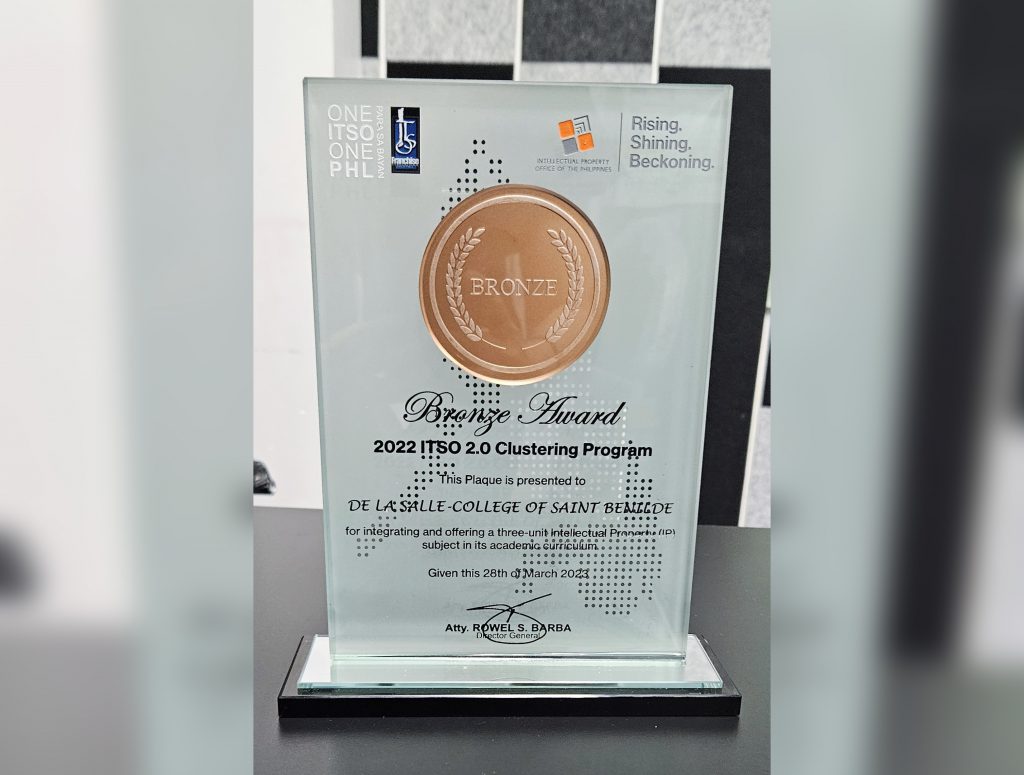 ONE
ITSO
ONE
PHL
PARA SA BAYAN
ITSO
Franchise
INTELLECTUAL PROPERTY
OFFICE OF THE PHILIPPINES
Rising.
Shining.
Beckoning.
BRONZE
Bronze Award
2022 ITSO 2.0 Clustering Program
This Plaque is presented to
DE LA SALLE-COLLEGE OF SAINT BENILDE
for integrating and offering a three-unit Intellectual Property (IP)
subject in its academic curriculum.
Given this 28th of March 2023
Atty. ROWEL S. BARBA
Director General